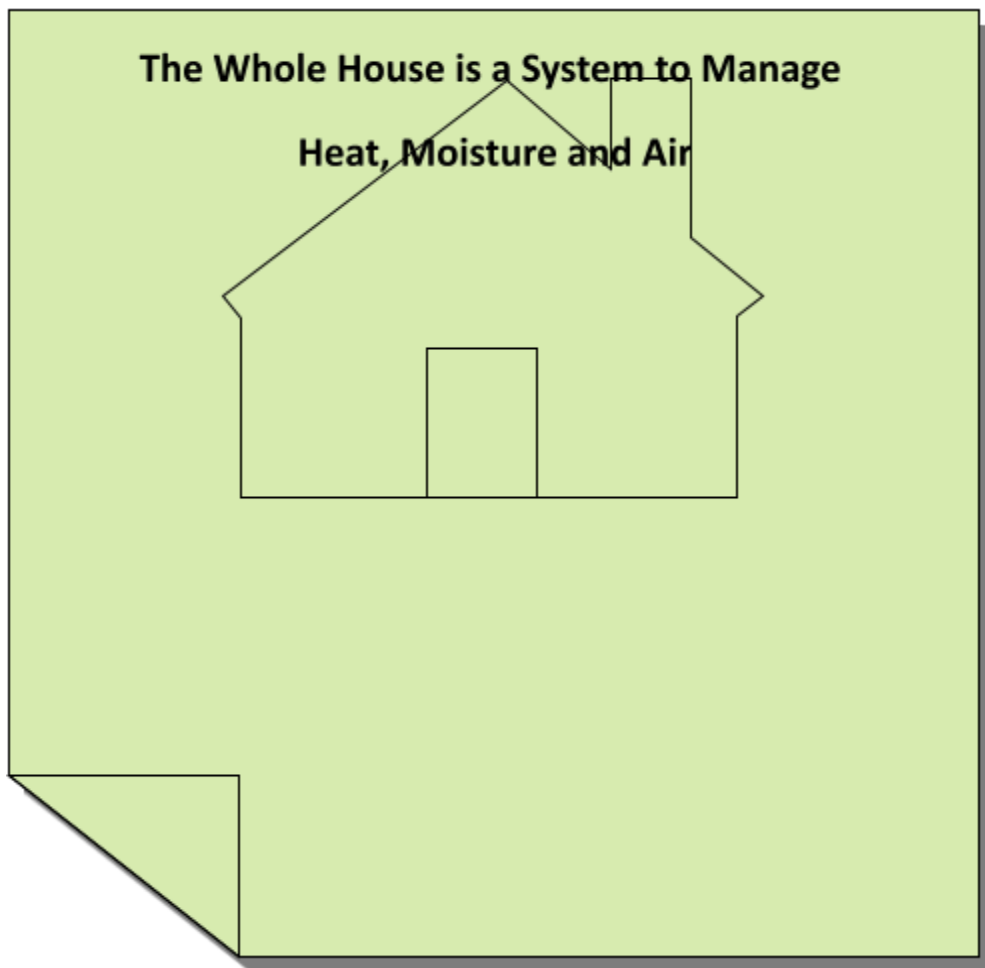 The Whole House is a System to Manage
Heat, Moisture and Air